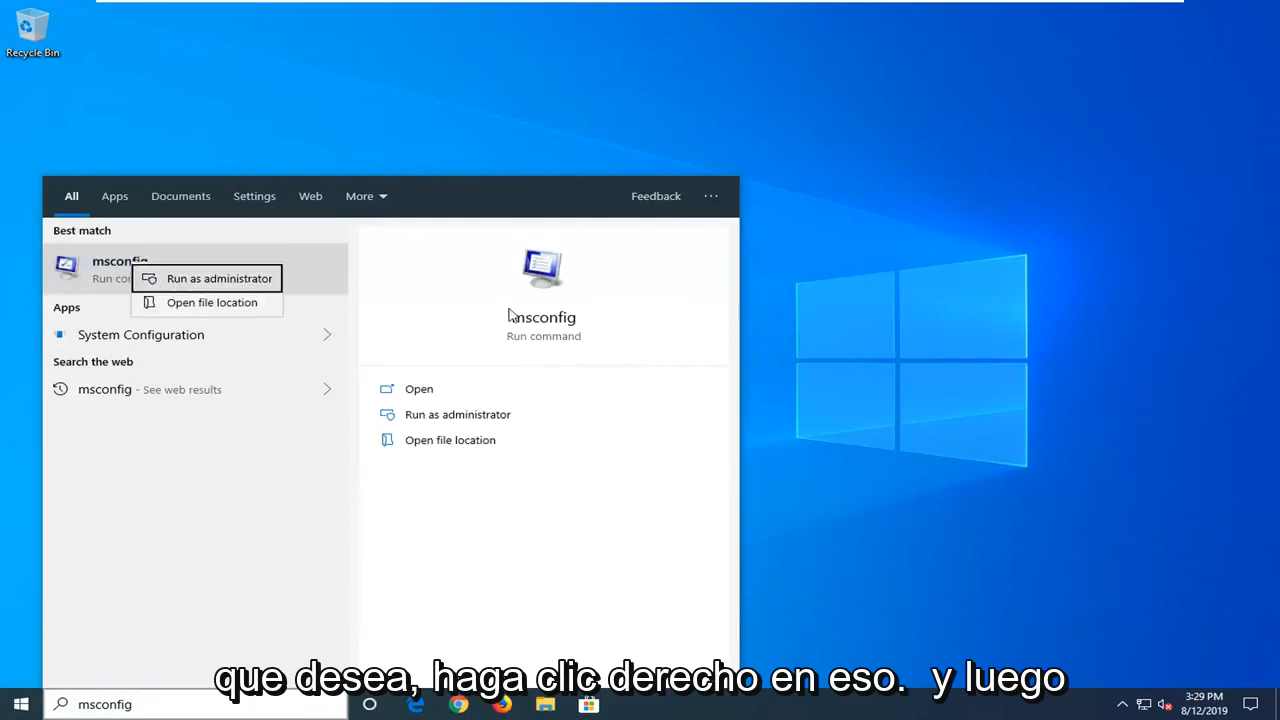 Recycle Bin
All Apps Documents Settings Web More Feedback ...
Best match
msconfig
Run
Run as administrator
Open file location
Apps
System Configuration
Search the web
msconfig - See web results
msconfig
Run command
Open
Run as administrator
Open file location
que desea, haga clic derecho en eso. y luego
msconfig
3:29 PM
8/12/2019